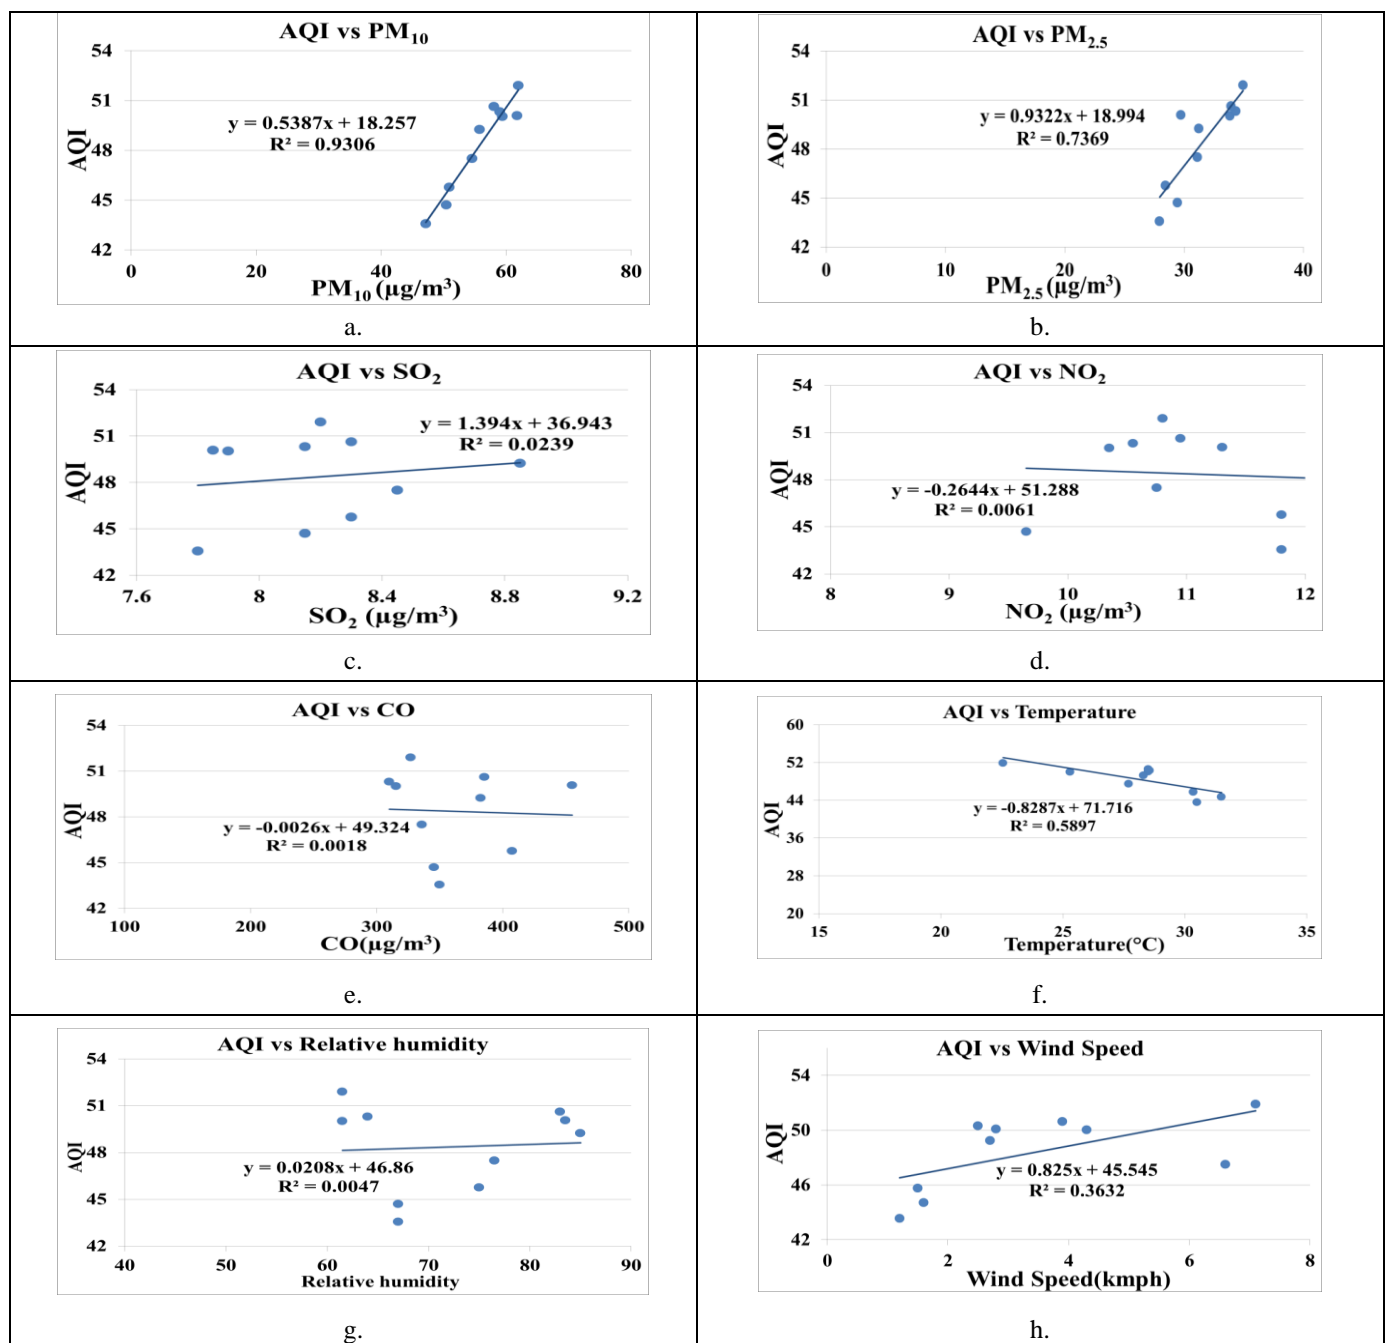 AQI vs PM10
54
51
48
45
42
AQI
y = 0.5387x + 18.257
R² = 0.9306
0 20 40 60 80
PM10 (µg/m³)
a.
AQI vs PM2.5
54
51
48
45
42
AQI
y = 0.9322x + 18.994
R² = 0.7369
0 10 20 30 40
PM2.5 (µg/m³)
b.
AQI vs SO2
54
51
48
45
42
AQI
y = 1.394x + 36.943
R² = 0.0239
7.6 8 8.4 8.8 9.2
SO2 (µg/m³)
c.
AQI vs NO2
54
51
48
45
42
AQI
y = -0.2644x + 51.288
R² = 0.0061
8 9 10 11 12
NO2 (µg/m³)
d.
AQI vs CO
54
51
48
45
42
AQI
y = -0.0026x + 49.324
R² = 0.0018
100 200 300 400 500
CO(µg/m³)
e.
AQI vs Temperature
60
52
44
36
28
20
AQI
y = -0.8287x + 71.716
R² = 0.5897
15 20 25 30 35
Temperature(°C)
f.
AQI vs Relative humidity
54
51
48
45
42
AQI
y = 0.0208x + 46.86
R² = 0.0047
40 50 60 70 80 90
Relative humidity
g.
AQI vs Wind Speed
54
50
46
42
AQI
y = 0.825x + 45.545
R² = 0.3632
0 2 4 6 8
Wind Speed(kmph)
h.